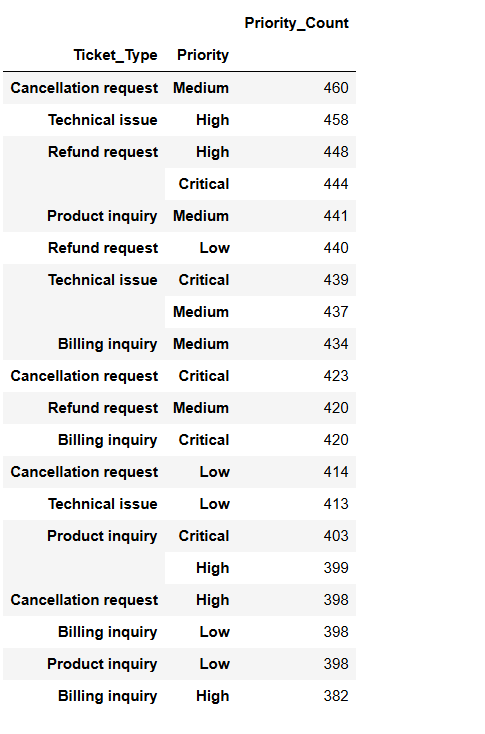 Priority_Count
Ticket_Type Priority
Cancellation request Medium 460
Technical issue High 458
Refund request High 448
Critical 444
Product inquiry Medium 441
Refund request Low 440
Technical issue Critical 439
Medium 437
Billing inquiry Medium 434
Cancellation request Critical 423
Refund request Medium 420
Billing inquiry Critical 420
Cancellation request Low 414
Technical issue Low 413
Product inquiry Critical 403
High 399
Cancellation request High 398
Billing inquiry Low 398
Product inquiry Low 398
Billing inquiry High 382